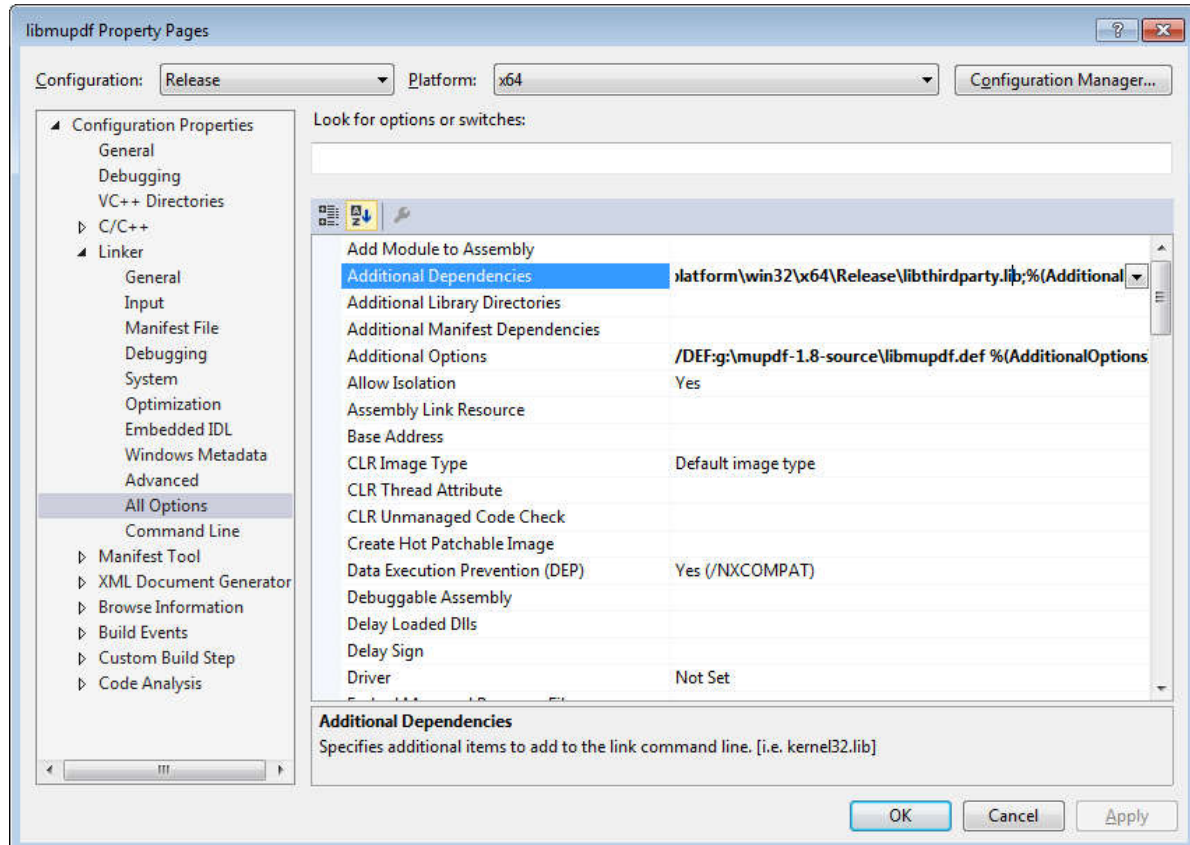 libmupdf Property Pages
Configuration: Release Platform: x64 Configuration Manager...
Configuration Properties
General
Debugging
VC++ Directories
C/C++
Linker
General
Input
Manifest File
Debugging
System
Optimization
Embedded IDL
Windows Metadata
Advanced
All Options
Command Line
Manifest Tool
XML Document Generator
Browse Information
Build Events
Custom Build Step
Code Analysis
Look for options or switches:
Add Module to Assembly
Additional Dependencies platform\win32\x64\Release\libthirdparty.lib;%(Additional
Additional Library Directories
Additional Manifest Dependencies
Additional Options /DEF:g:\mupdf-1.8-source\libmupdf.def %(AdditionalOptions)
Allow Isolation Yes
Assembly Link Resource
Base Address
CLR Image Type Default image type
CLR Thread Attribute
CLR Unmanaged Code Check
Create Hot Patchable Image
Data Execution Prevention (DEP) Yes (/NXCOMPAT)
Debuggable Assembly
Delay Loaded Dlls
Delay Sign
Driver Not Set
Additional Dependencies
Specifies additional items to add to the link command line. [i.e. kernel32.lib]
OK Cancel Apply